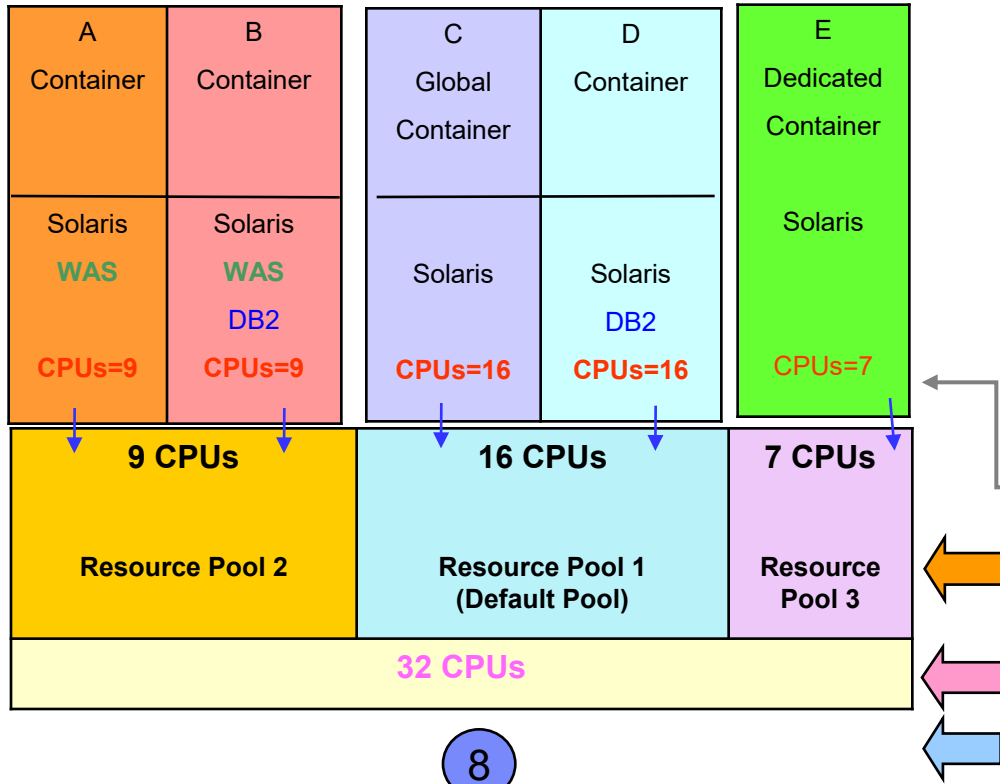 A
Container
Solaris
WAS
CPUs=9
B
Container
Solaris
WAS
DB2
CPUs=9
C
Global
Container
Solaris
CPUs=16
D
Container
Solaris
DB2
CPUs=16
E
Dedicated
Container
Solaris
CPUs=7
9 CPUs
Resource Pool 2
16 CPUs
Resource Pool 1
(Default Pool)
7 CPUs
Resource
Pool 3
32 CPUs
8